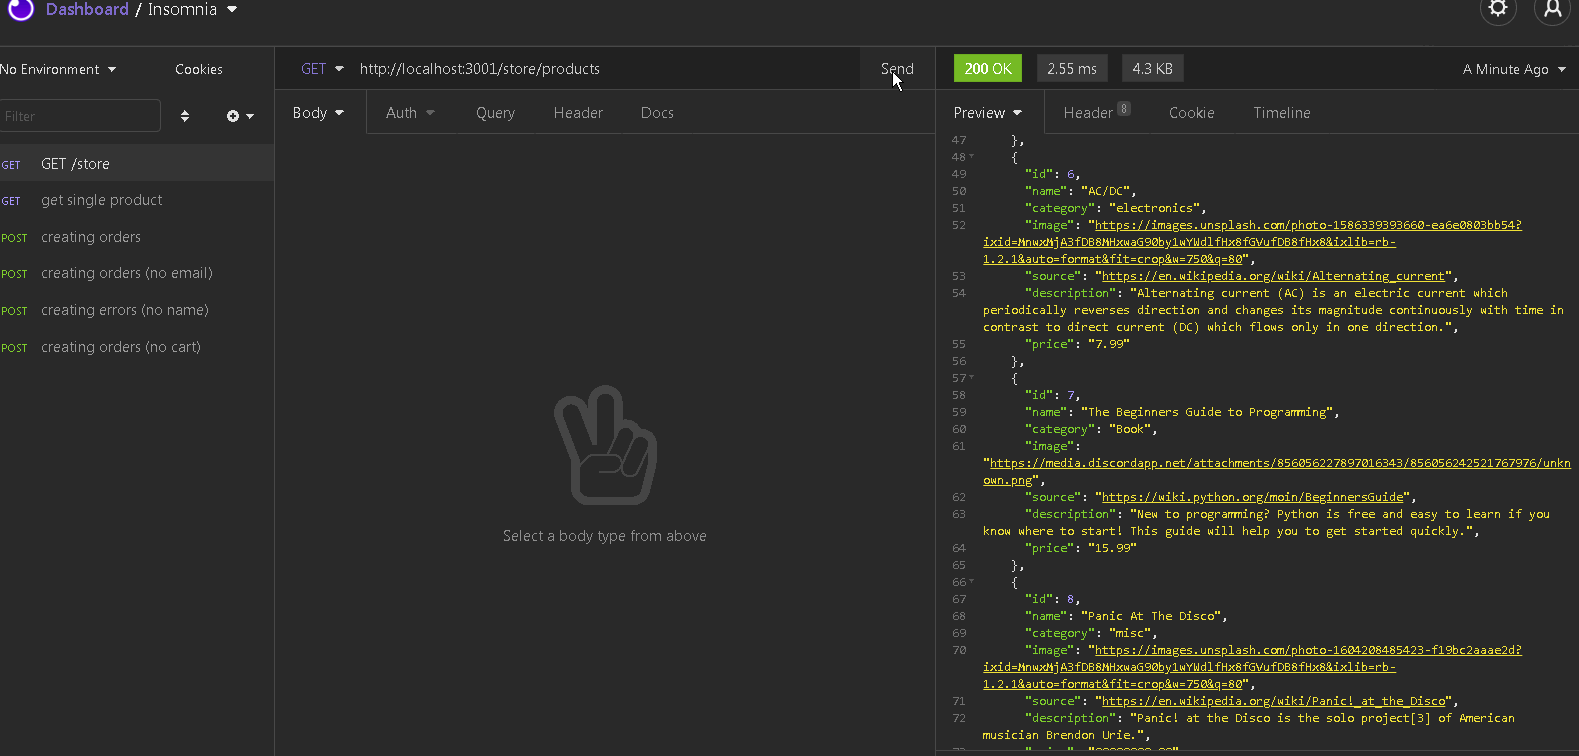 Dashboard / Insomnia
No Environment
Cookies
Filter
GET GET /store
GET get single product
POST creating orders
POST creating orders (no email)
POST creating errors (no name)
POST creating orders (no cart)
GET http://localhost:3001/store/products Send
Body Auth Query Header Docs
Select a body type from above
200 OK 2.55 ms 4.3 KB A Minute Ago
Preview Header 8 Cookie Timeline
47 },
48 {
49 "id": 6,
50 "name": "AC/DC",
51 "category": "electronics",
52 "image": "https://images.unsplash.com/photo-1586339393660-ea6e0803bb54?
ixid=MnwxMjA3fDB8MHxwaG90by1wYWdlfHx8fGVufDB8fHx8&ixlib=rb-
1.2.1&auto=format&fit=crop&w=750&q=80",
53 "source": "https://en.wikipedia.org/wiki/Alternating_current",
54 "description": "Alternating current (AC) is an electric current which
periodically reverses direction and changes its magnitude continuously with time in
contrast to direct current (DC) which flows only in one direction.",
55 "price": "7.99"
56 },
57 {
58 "id": 7,
59 "name": "The Beginners Guide to Programming",
60 "category": "Book",
61 "image":
"https://media.discordapp.net/attachments/856056227897016343/856056242521767976/unkn
own.png",
62 "source": "https://wiki.python.org/moin/BeginnersGuide",
63 "description": "New to programming? Python is free and easy to learn if you
know where to start! This guide will help you to get started quickly.",
64 "price": "15.99"
65 },
66 {
67 "id": 8,
68 "name": "Panic At The Disco",
69 "category": "misc",
70 "image": "https://images.unsplash.com/photo-1604208485423-f19bc2aaae2d?
ixid=MnwxMjA3fDB8MHxwaG90by1wYWdlfHx8fGVufDB8fHx8&ixlib=rb-
1.2.1&auto=format&fit=crop&w=750&q=80",
71 "source": "https://en.wikipedia.org/wiki/Panic!_at_the_Disco",
72 "description": "Panic! at the Disco is the solo project[3] of American
musician Brendon Urie.",